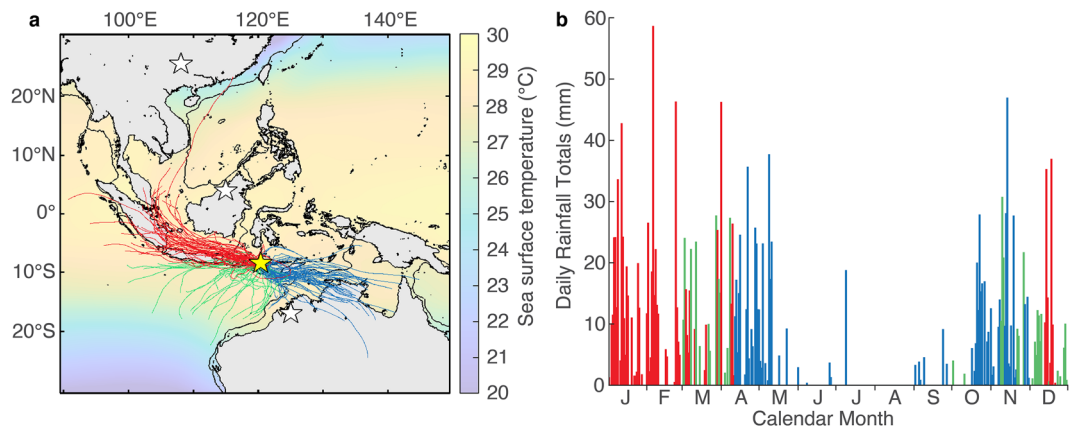 a
100°E 120°E 140°E
20°N
10°N
0°
10°S
20°S
30
29
28
27
26
25
24
23
22
21
20
Sea surface temperature (°C)
b
60
50
40
30
20
10
0
Daily Rainfall Totals (mm)
J F M A M J J A S O N D
Calendar Month